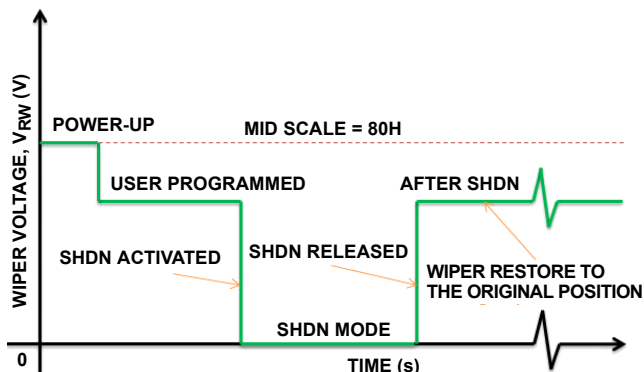 WIPER VOLTAGE, VRW (V)
POWER-UP
MID SCALE = 80H
USER PROGRAMMED
AFTER SHDN
SHDN ACTIVATED
SHDN RELEASED
WIPER RESTORE TO
THE ORIGINAL POSITION
SHDN MODE
0
TIME (s)